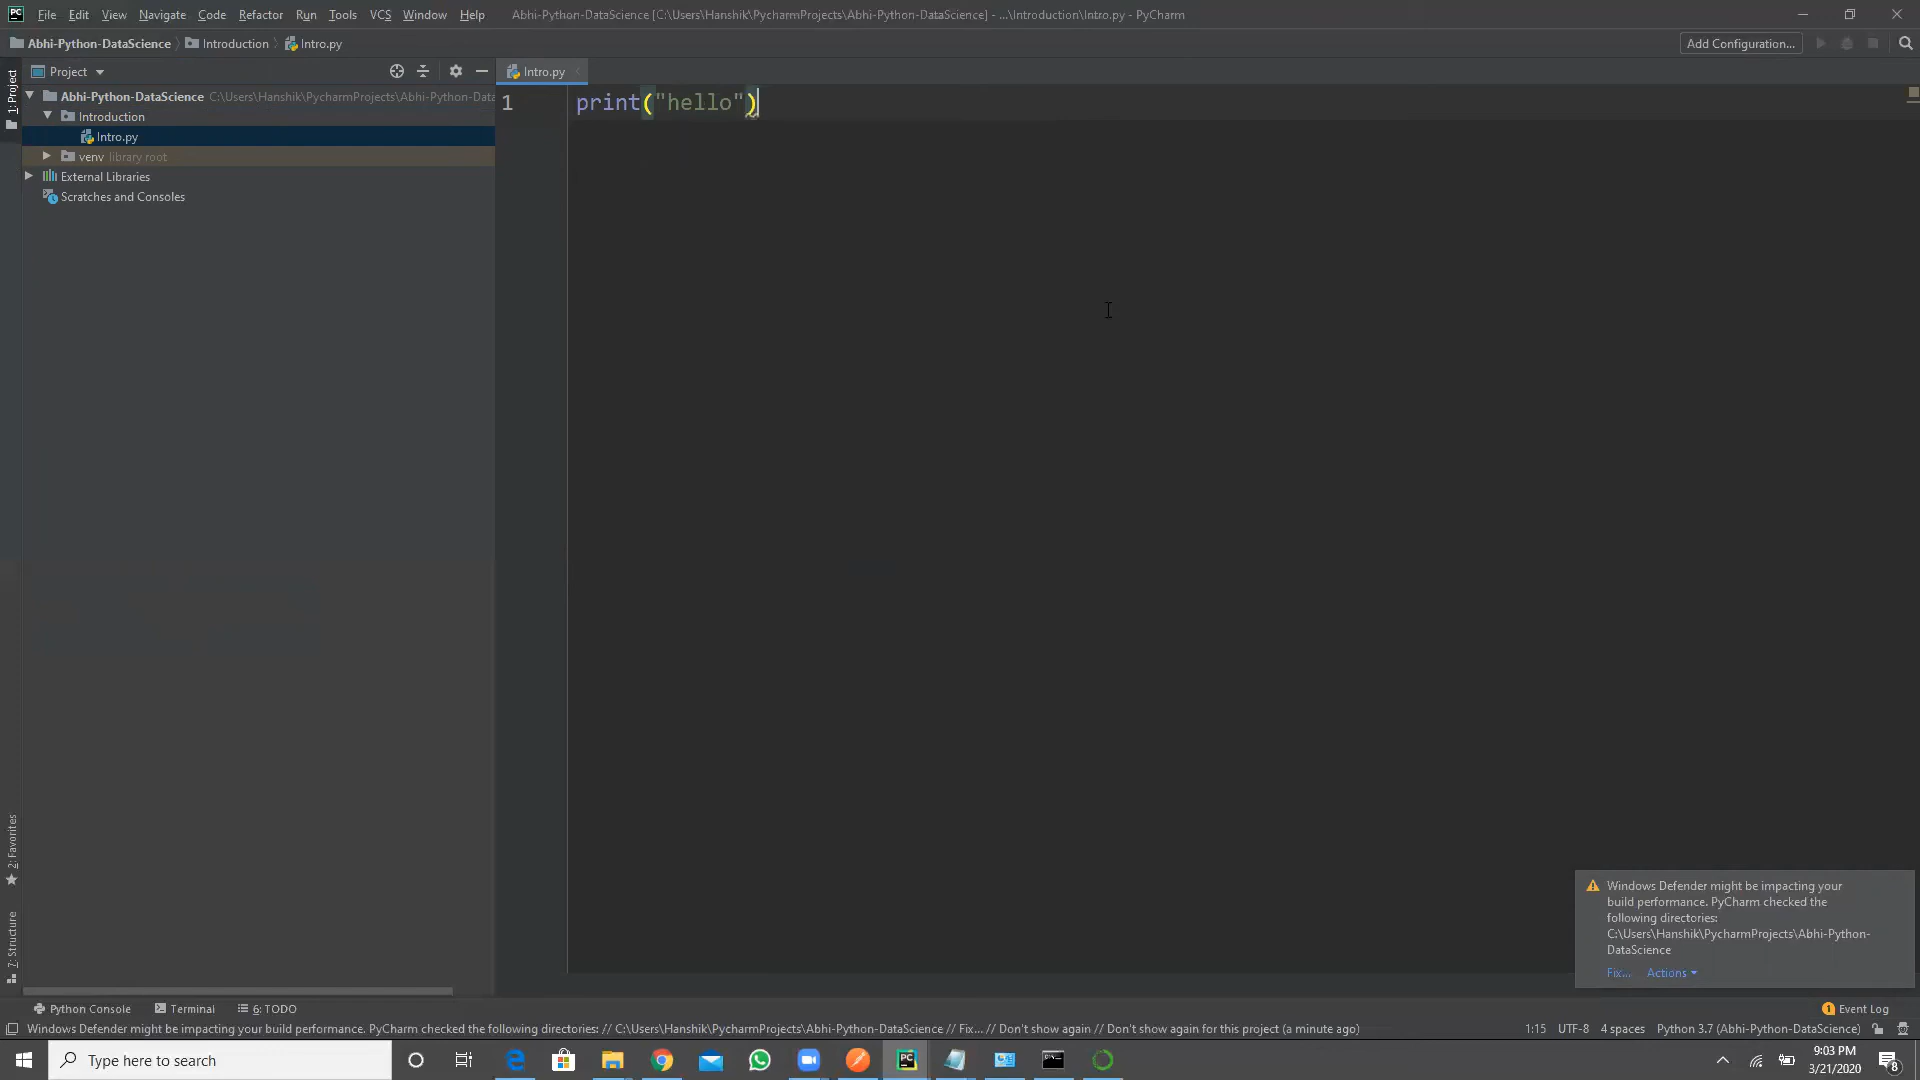 PC File Edit View Navigate Code Refactor Run Tools VCS Window Help Abhi-Python-DataScience [C:\Users\Hanshik\PycharmProjects\Abhi-Python-DataScience] - ...\Introduction\Intro.py - PyCharm
Abhi-Python-DataScience Introduction Intro.py Add Configuration...
1: Project
Project
Intro.py
Abhi-Python-DataScience C:\Users\Hanshik\PycharmProjects\Abhi-Python-Data
Introduction
Intro.py
venv library root
External Libraries
Scratches and Consoles
1 print("hello")
2: Favorites
7: Structure
Windows Defender might be impacting your
build performance. PyCharm checked the
following directories:
C:\Users\Hanshik\PycharmProjects\Abhi-Python-
DataScience
Fix... Actions
Python Console Terminal 6: TODO 1 Event Log
Windows Defender might be impacting your build performance. PyCharm checked the following directories: // C:\Users\Hanshik\PycharmProjects\Abhi-Python-DataScience // Fix... // Don't show again // Don't show again for this project (a minute ago) 1:15 UTF-8 4 spaces Python 3.7 (Abhi-Python-DataScience)
Type here to search PC
9:03 PM
3/21/2020
8